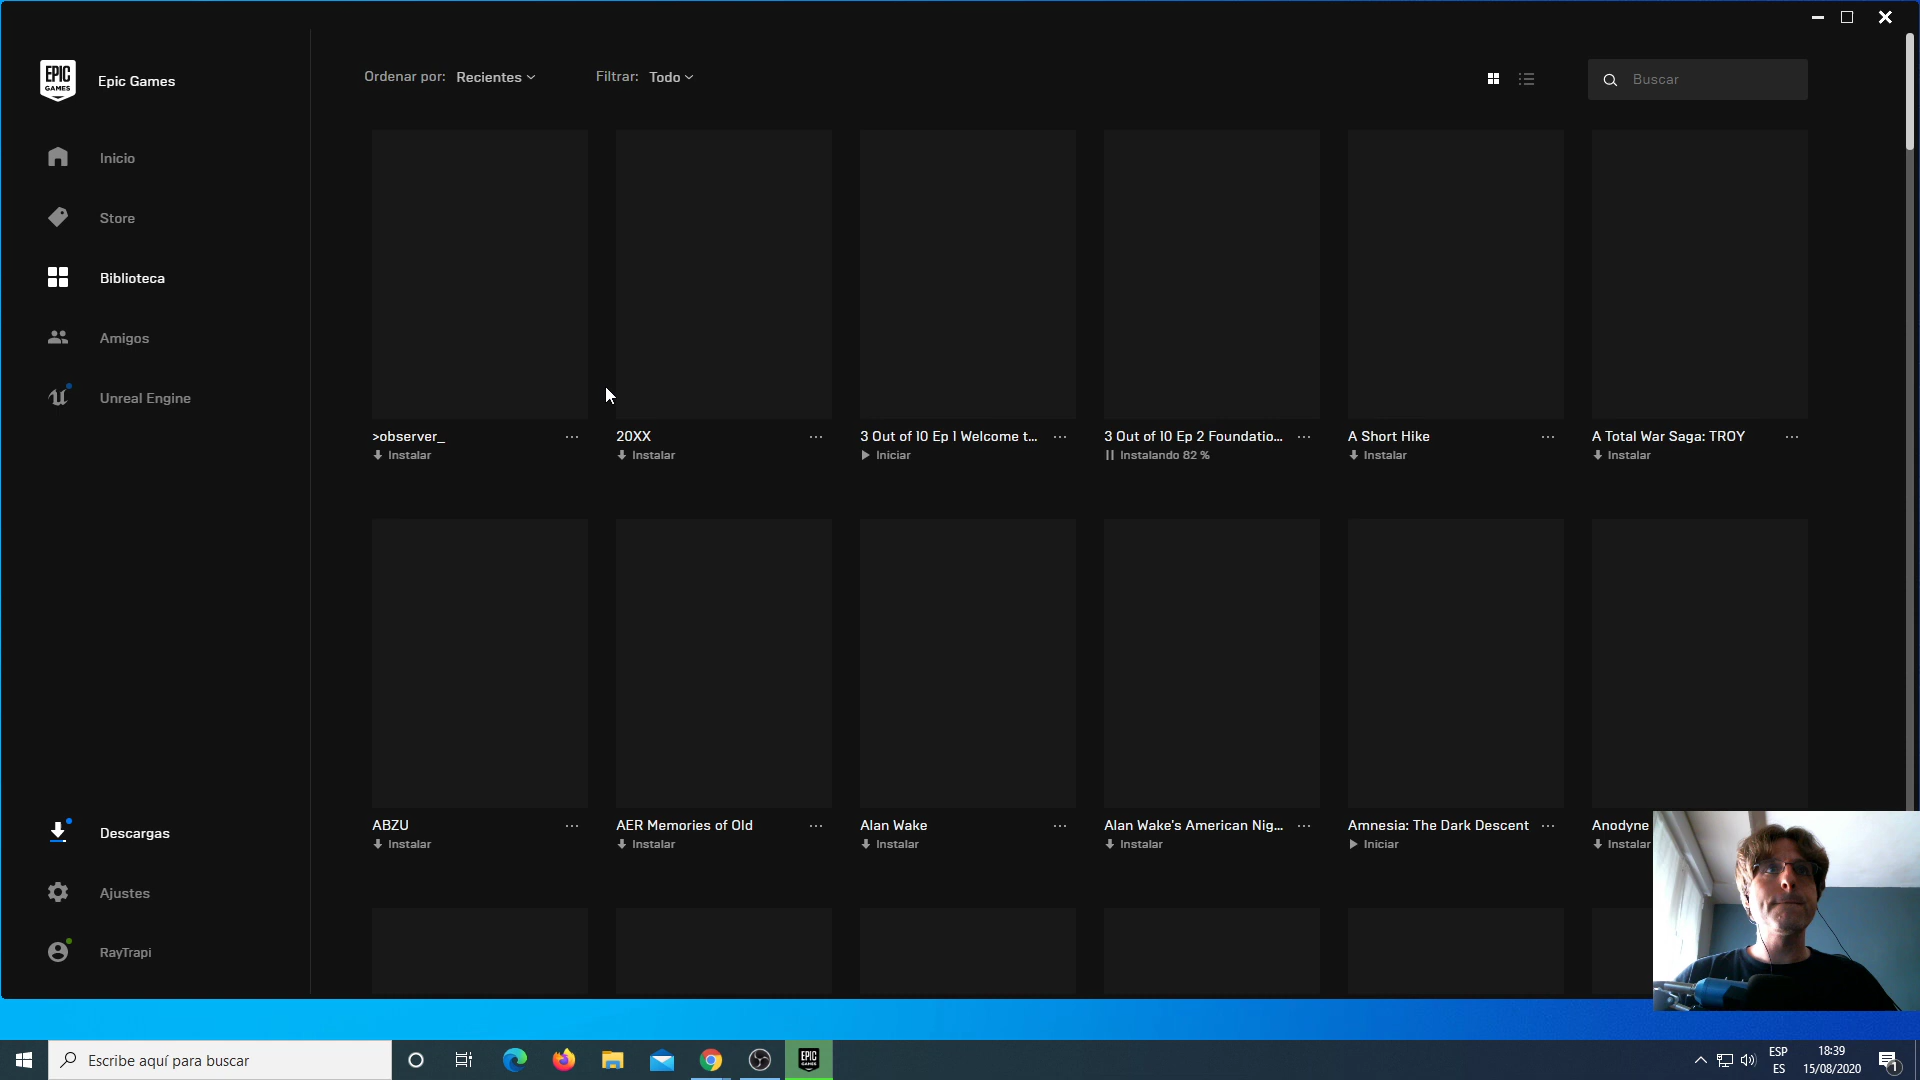 EPIC GAMES
Epic Games
Inicio
Store
Biblioteca
Amigos
Unreal Engine
Descargas
Ajustes
RayTrapi
Ordenar por: Recientes
Filtrar: Todo
Buscar
>observer_
Instalar
20XX
Instalar
3 Out of 10 Ep 1 Welcome t...
Iniciar
3 Out of 10 Ep 2 Foundatio...
Instalando 82 %
A Short Hike
Instalar
A Total War Saga: TROY
Instalar
ABZU
Instalar
AER Memories of Old
Instalar
Alan Wake
Instalar
Alan Wake's American Nig...
Instalar
Amnesia: The Dark Descent
Iniciar
Anodyne
Instalar
Escribe aquí para buscar
EPIC GAMES
ESP
ES
18:39
15/08/2020
1